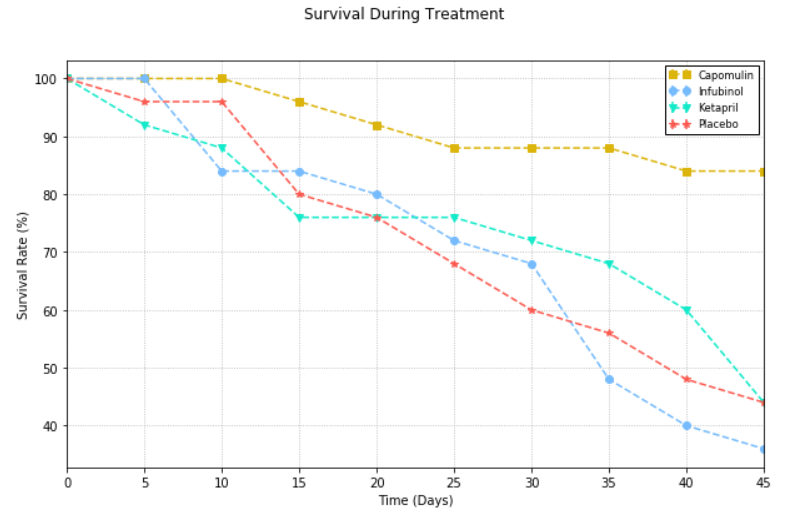 Survival During Treatment
Capomulin
Infubinol
Ketapril
Placebo
Survival Rate (%)
100
90
80
70
60
50
40
0 5 10 15 20 25 30 35 40 45
Time (Days)